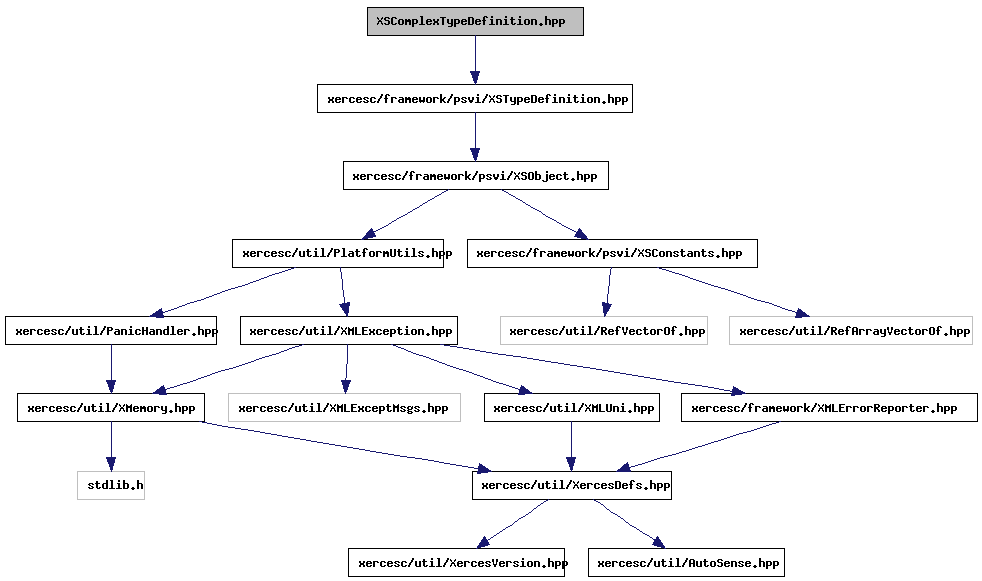 XSComplexTypeDefinition.hpp
xercesc/framework/psvi/XSTypeDefinition.hpp
xercesc/framework/psvi/XSObject.hpp
xercesc/util/PlatformUtils.hpp
xercesc/framework/psvi/XSConstants.hpp
xercesc/util/PanicHandler.hpp
xercesc/util/XMLException.hpp
xercesc/util/RefVectorOf.hpp
xercesc/util/RefArrayVectorOf.hpp
xercesc/util/XMemory.hpp
xercesc/util/XMLExceptMsgs.hpp
xercesc/util/XMLUni.hpp
xercesc/framework/XMLErrorReporter.hpp
stdlib.h
xercesc/util/XercesDefs.hpp
xercesc/util/XercesVersion.hpp
xercesc/util/AutoSense.hpp